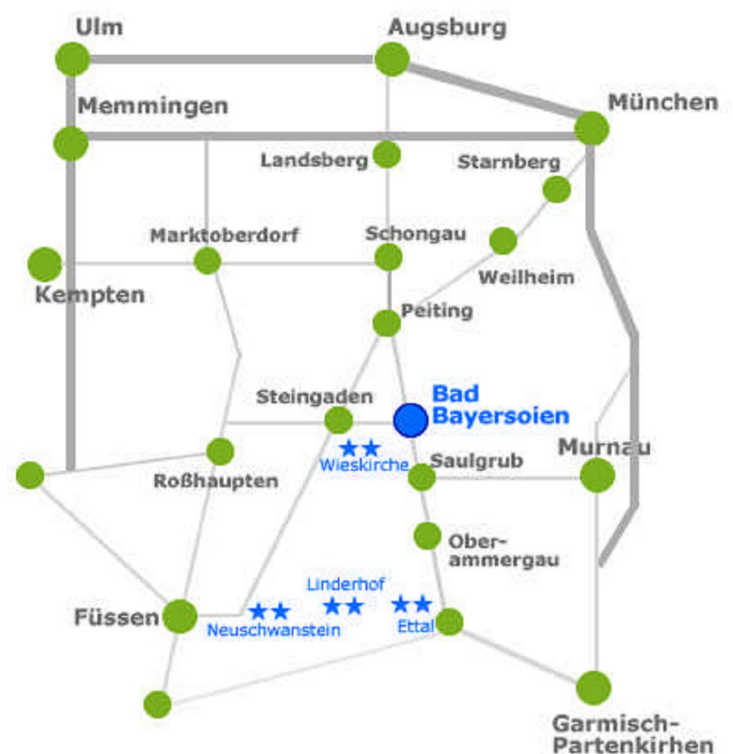 Ulm
Augsburg
Memmingen
München
Landsberg
Starnberg
Marktoberdorf
Schongau
Weilheim
Kempten
Peiting
Steingaden
Bad
Bayersoien
Wieskirche
Murnau
Saulgrub
Roßhaupten
Ober-
ammergau
Linderhof
Füssen
Neuschwanstein
Ettal
Garmisch-
Partenkirhen